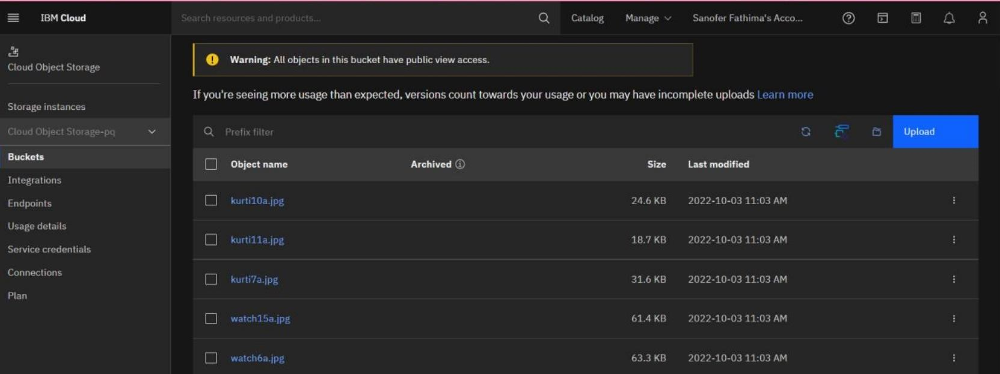 IBM Cloud
Search resources and products...
Catalog
Manage
Sanofer Fathima's Acco...
Cloud Object Storage
Storage instances
Cloud Object Storage-pq
Buckets
Integrations
Endpoints
Usage details
Service credentials
Connections
Plan
Warning: All objects in this bucket have public view access.
If you're seeing more usage than expected, versions count towards your usage or you may have incomplete uploads Learn more
Prefix filter
Upload
Object name Archived Size Last modified
kurti10a.jpg 24.6 KB 2022-10-03 11:03 AM
kurti11a.jpg 18.7 KB 2022-10-03 11:03 AM
kurti7a.jpg 31.6 KB 2022-10-03 11:03 AM
watch15a.jpg 61.4 KB 2022-10-03 11:03 AM
watch6a.jpg 63.3 KB 2022-10-03 11:03 AM